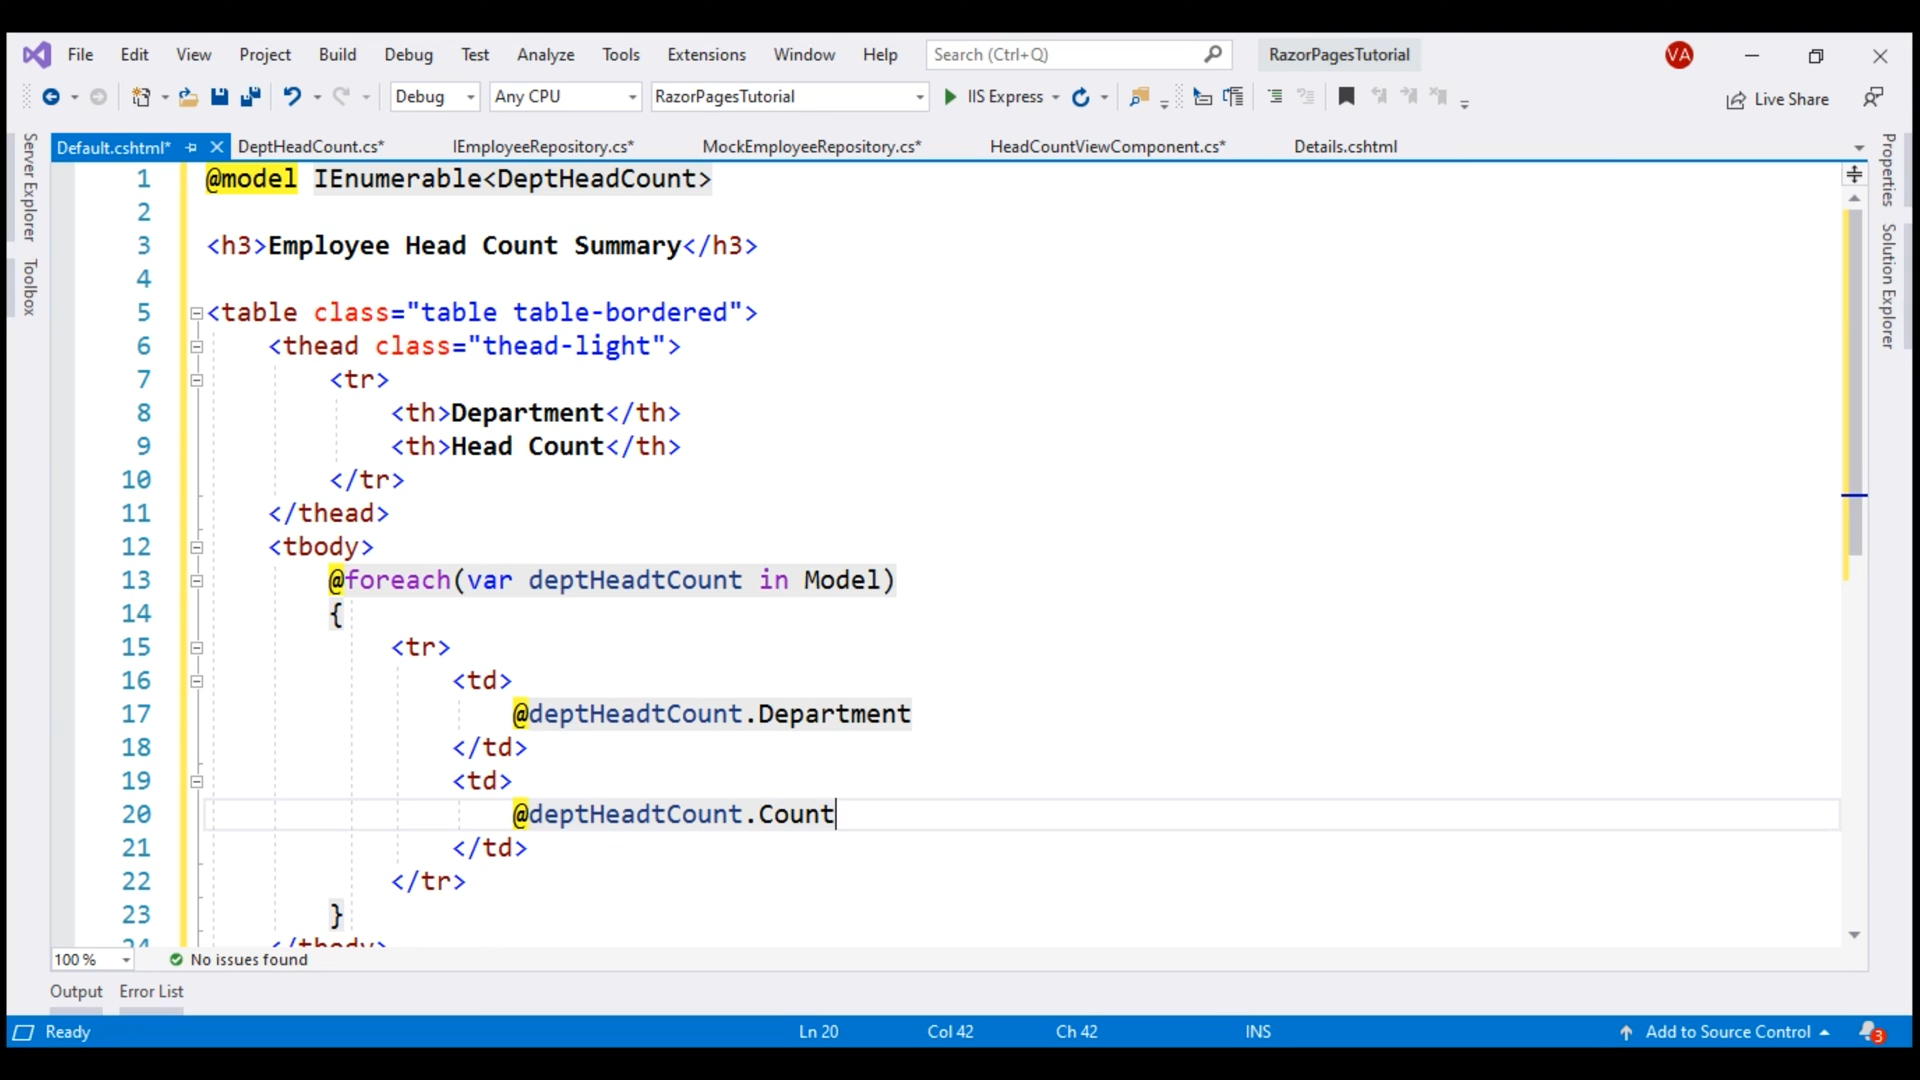 File Edit View Project Build Debug Test Analyze Tools Extensions Window Help Search (Ctrl+Q) RazorPagesTutorial VA
Debug Any CPU RazorPagesTutorial IIS Express Live Share
Default.cshtml* DeptHeadCount.cs* IEmployeeRepository.cs* MockEmployeeRepository.cs* HeadCountViewComponent.cs* Details.cshtml
Server Explorer
Toolbox
Properties
Solution Explorer
1 @model IEnumerable<DeptHeadCount>
2
3 <h3>Employee Head Count Summary</h3>
4
5 <table class="table table-bordered">
6 <thead class="thead-light">
7 <tr>
8 <th>Department</th>
9 <th>Head Count</th>
10 </tr>
11 </thead>
12 <tbody>
13 @foreach(var deptHeadtCount in Model)
14 {
15 <tr>
16 <td>
17 @deptHeadtCount.Department
18 </td>
19 <td>
20 @deptHeadtCount.Count
21 </td>
22 </tr>
23 }
24 </tbody>
100 % No issues found
Output Error List
Ready Ln 20 Col 42 Ch 42 INS Add to Source Control 3